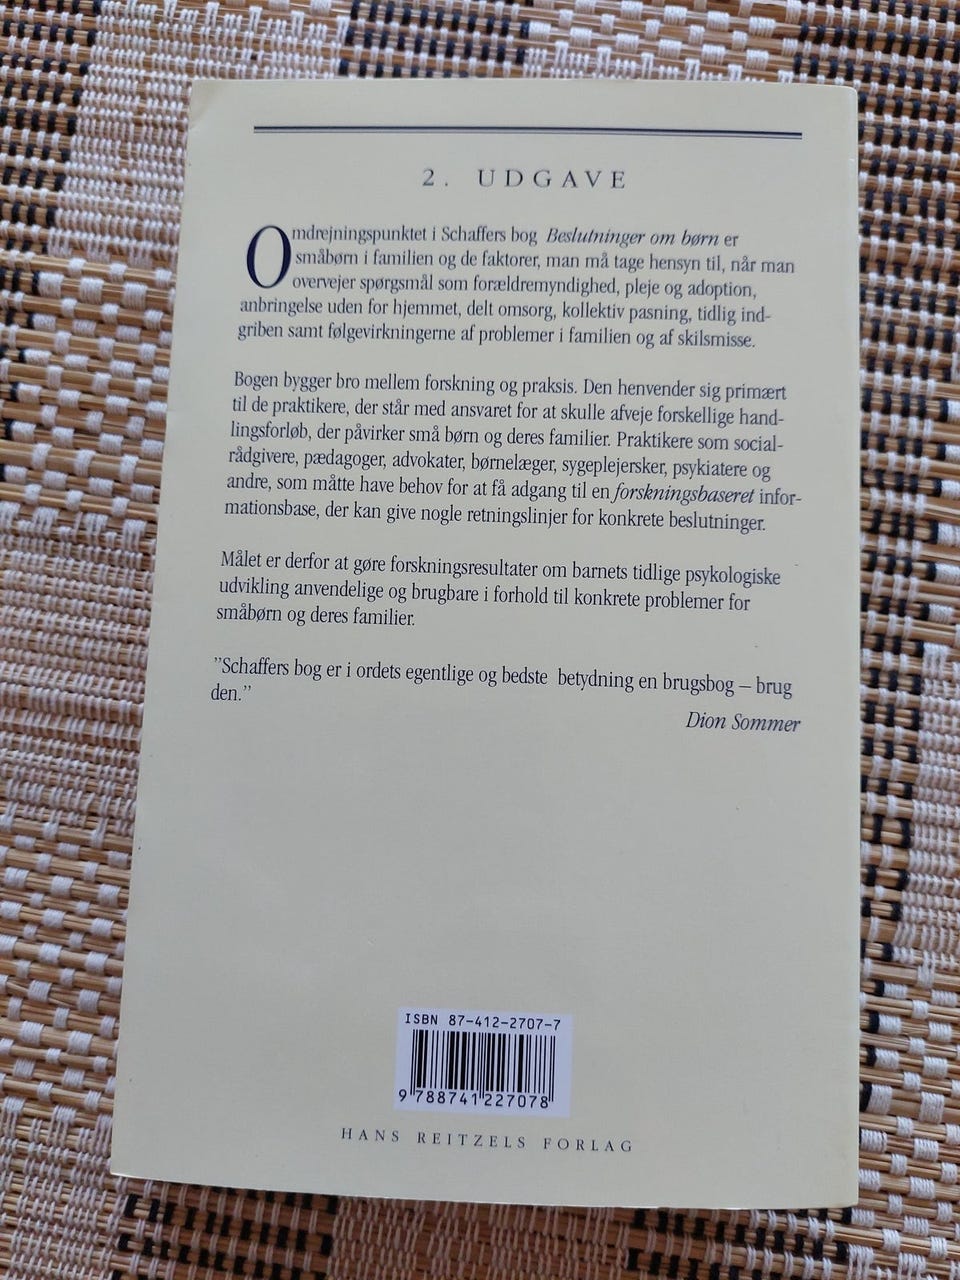 2. UDGAVE
Omdrejningspunktet i Schaffers bog Beslutninger om børn er
småbørn i familien og de faktorer, man må tage hensyn til, når man
overvejer spørgsmål som forældremyndighed, pleje og adoption,
anbringelse uden for hjemmet, delt omsorg, kollektiv pasning, tidlig ind-
griben samt følgevirkningerne af problemer i familien og af skilsmisse.
Bogen bygger bro mellem forskning og praksis. Den henvender sig primært
til de praktikere, der står med ansvaret for at skulle afveje forskellige hand-
lingsforløb, der påvirker små børn og deres familier. Praktikere som social-
rådgivere, pædagoger, advokater, børnelæger, sygeplejersker, psykiatere og
andre, som måtte have behov for at få adgang til en forskningsbaseret infor-
mationsbase, der kan give nogle retningslinjer for konkrete beslutninger.
Målet er derfor at gøre forskningsresultater om barnets tidlige psykologiske
udvikling anvendelige og brugbare i forhold til konkrete problemer for
småbørn og deres familier.
”Schaffers bog er i ordets egentlige og bedste betydning en brugsbog – brug
den.”
Dion Sommer
ISBN 87-412-2707-7
9 788741 227078
HANS REITZELS FORLAG